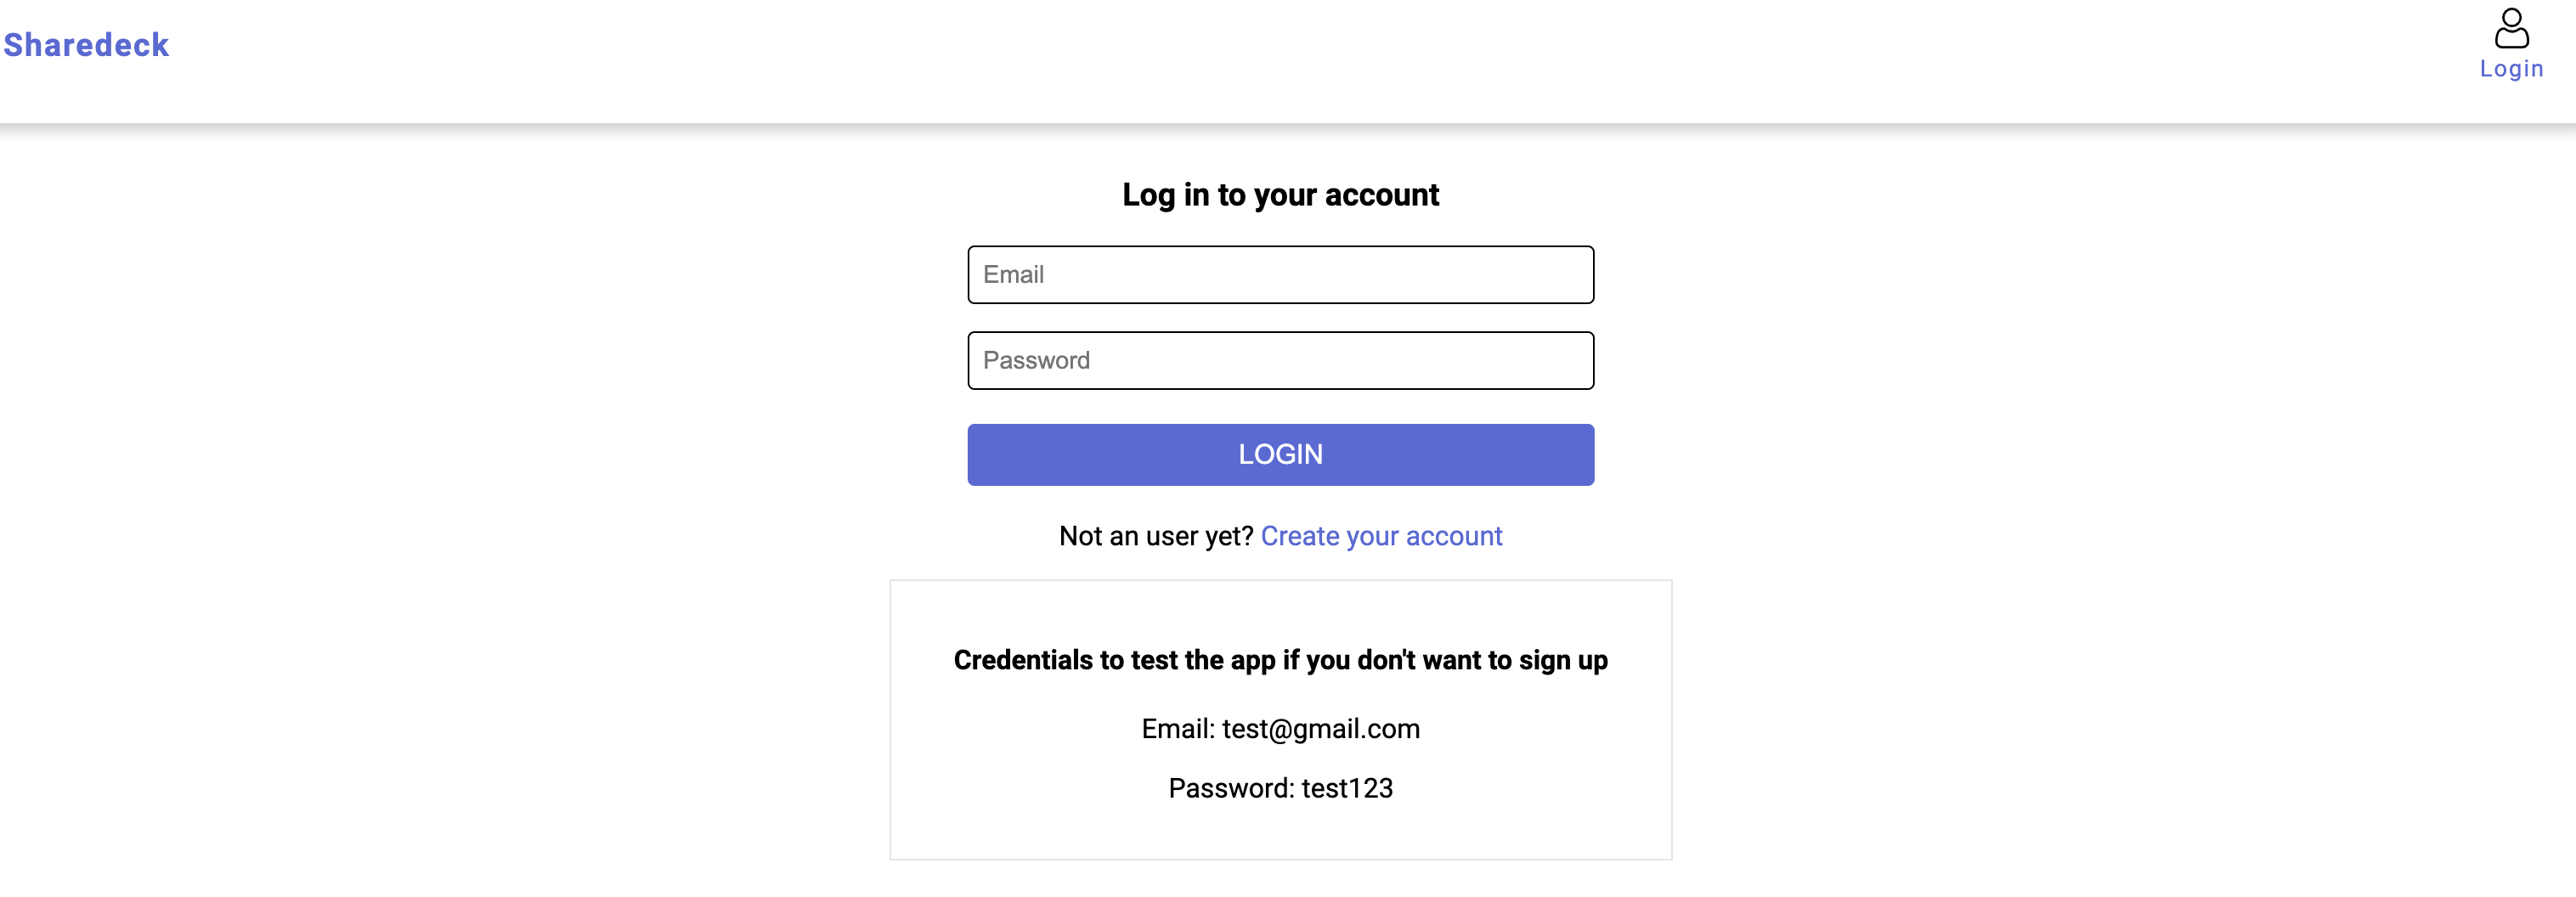 Sharedeck
Login
Log in to your account
Email
Password
LOGIN
Not an user yet? Create your account
Credentials to test the app if you don't want to sign up
Email: test@gmail.com
Password: test123